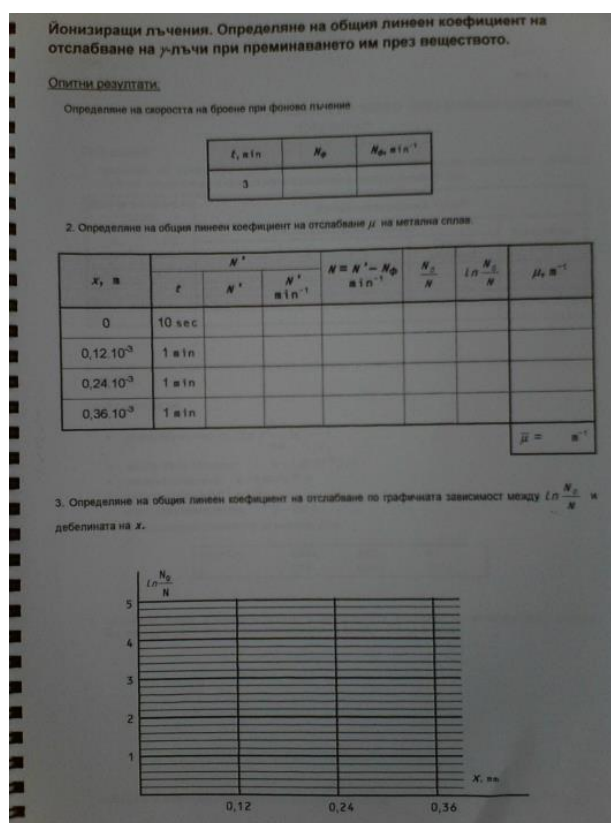 Йонизиращи лъчения. Определяне на общия линеен коефициент на
отслабване на γ-лъчи при преминаването им през веществото.
Опитни резултати:
Определяне на скоростта на броене при фоново лъчение
t, min Nф Nф, min⁻¹
3
2. Определяне на общия линеен коефициент на отслабване μ на метална сплав.
x, m N' N = N' – Nф min⁻¹ N₀/N ln N₀/N μ, m⁻¹
t N' N' min⁻¹
0 10 sec
0,12.10⁻³ 1 min
0,24.10⁻³ 1 min
0,36.10⁻³ 1 min
μ̅ = m⁻¹
3. Определяне на общия линеен коефициент на отслабване по графичната зависимост между ln N₀/N и
дебелината на x.
ln N₀/N
5
4
3
2
1
x, mm
0,12 0,24 0,36